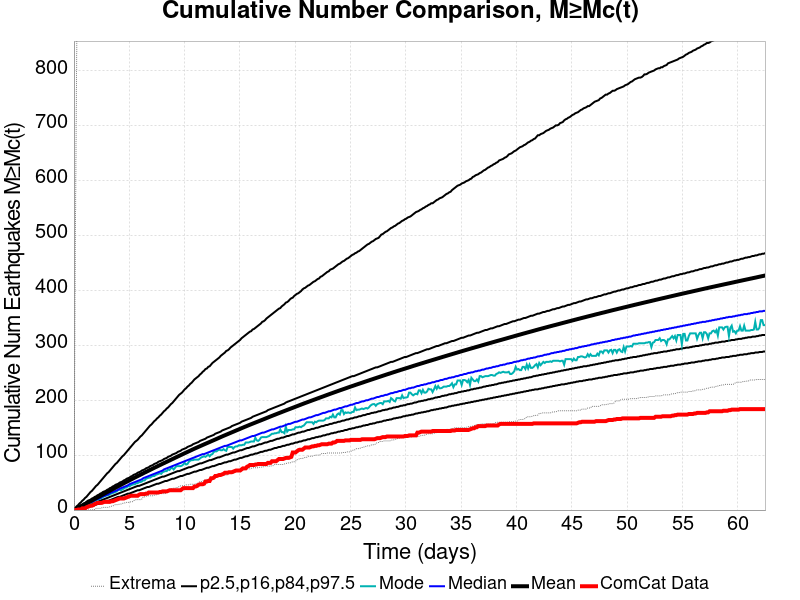 Cumulative Number Comparison, M≥Mc(t)
Cumulative Num Earthquakes M≥Mc(t)
800
700
600
500
400
300
200
100
0
0 5 10 15 20 25 30 35 40 45 50 55 60
Time (days)
Extrema p2.5,p16,p84,p97.5 Mode Median Mean ComCat Data